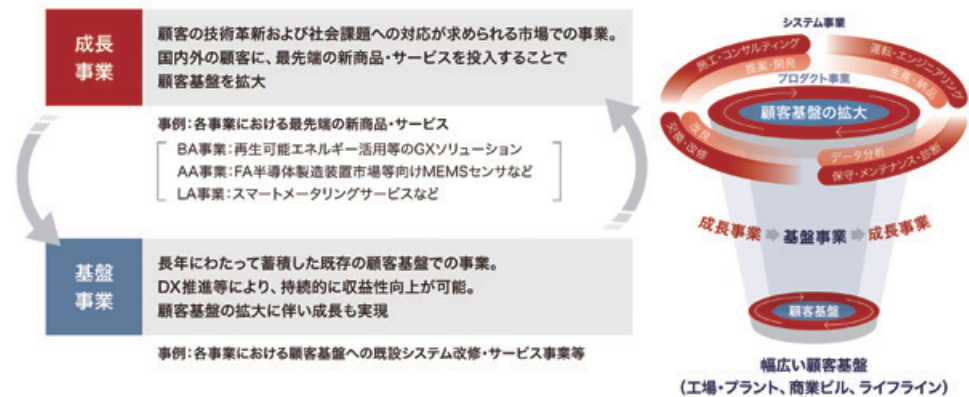 成長
事業
顧客の技術革新および社会課題への対応が求められる市場での事業。
国内外の顧客に、最先端の新商品・サービスを投入することで
顧客基盤を拡大
事例：各事業における最先端の新商品・サービス
BA事業：再生可能エネルギー活用等のGXソリューション
AA事業：FA半導体製造装置市場等向けMEMSセンサなど
LA事業：スマートメータリングサービスなど
基盤
事業
長年にわたって蓄積した既存の顧客基盤での事業。
DX推進等により、持続的に収益性向上が可能。
顧客基盤の拡大に伴い成長も実現
事例：各事業における顧客基盤への既設システム改修・サービス事業等
システム事業
施工・コンサルティング
提案・開発
運転・エンジニアリング
生産・納品
プロダクト事業
顧客基盤の拡大
改良
交換・改修
データ分析
保守・メンテナンス・診断
成長事業 基盤事業 成長事業
顧客基盤
幅広い顧客基盤
（工場・プラント、商業ビル、ライフライン）